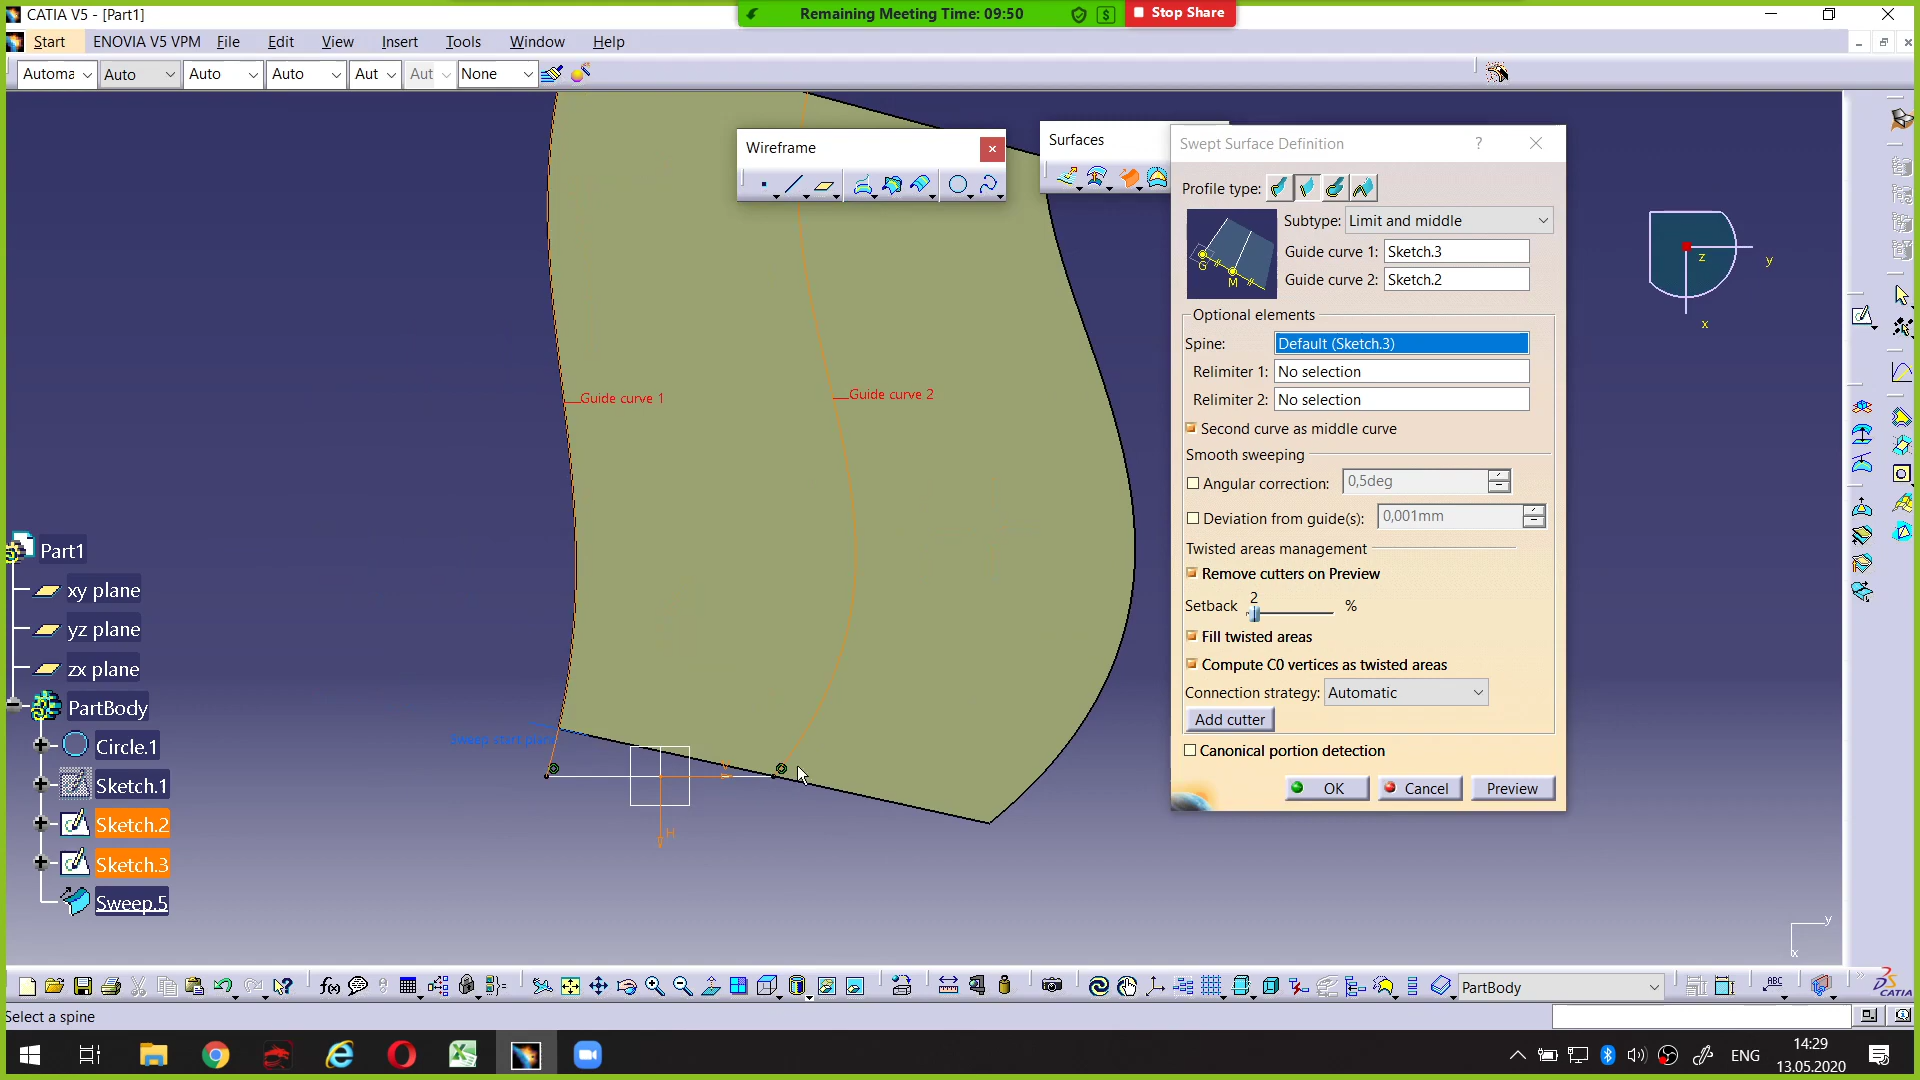 CATIA V5 - [Part1]
Remaining Meeting Time: 09:50
Stop Share
Start
ENOVIA V5 VPM
File
Edit
View
Insert
Tools
Window
Help
Automa
Auto
Auto
Auto
Aut
Aut
None
Wireframe
Surfaces
Swept Surface Definition
?
Profile type:
Subtype:
Limit and middle
G
M
Guide curve 1:
Sketch.3
Guide curve 2:
Sketch.2
Optional elements
Spine:
Default (Sketch.3)
Relimiter 1:
No selection
Relimiter 2:
No selection
Second curve as middle curve
Smooth sweeping
Angular correction:
0,5deg
Deviation from guide(s):
0,001mm
Twisted areas management
Remove cutters on Preview
Setback
2
%
Fill twisted areas
Compute C0 vertices as twisted areas
Connection strategy:
Automatic
Add cutter
Canonical portion detection
OK
Cancel
Preview
z
y
x
Guide curve 1
Guide curve 2
H
Part1
xy plane
yz plane
zx plane
PartBody
Circle.1
Sketch.1
Sketch.2
Sketch.3
Sweep.5
y
x
PartBody
ABC
CATIA
Select a spine
ENG
14:29
13.05.2020